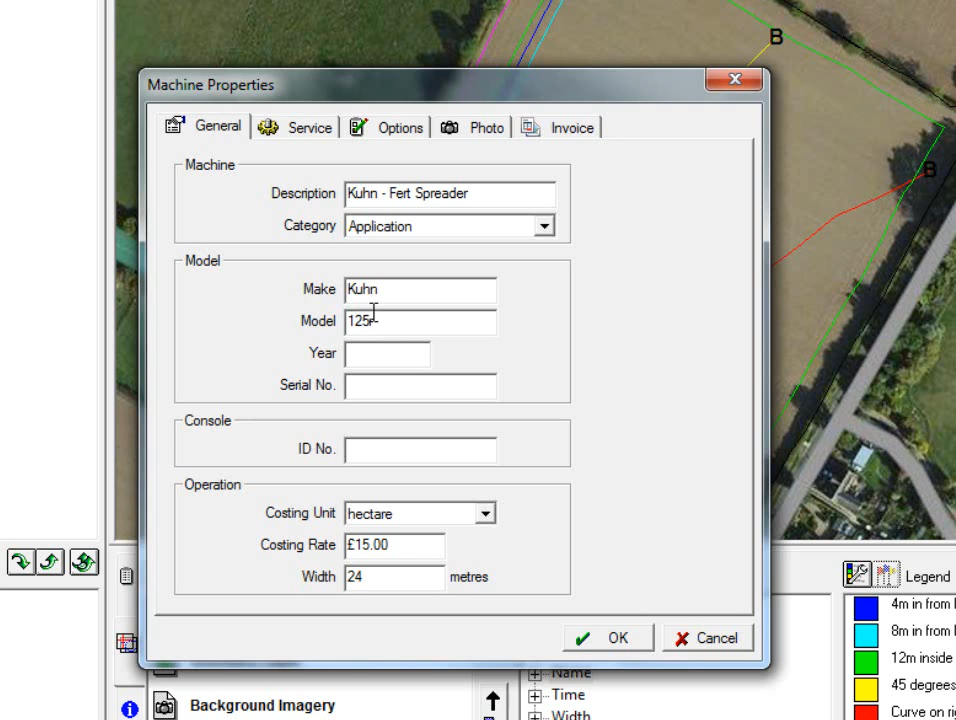 B
Machine Properties
General Service Options Photo Invoice
Machine
Description Kuhn - Fert Spreader
Category Application
B
Model
Make Kuhn
Model
Year
Serial No.
Console
ID No.
Operation
Costing Unit hectare
Costing Rate £15.00
Width 24 metres
OK Cancel
Legend
4m in from
8m in from
12m inside
45 degrees
Curve on
Name
Time
Width
Background Imagery